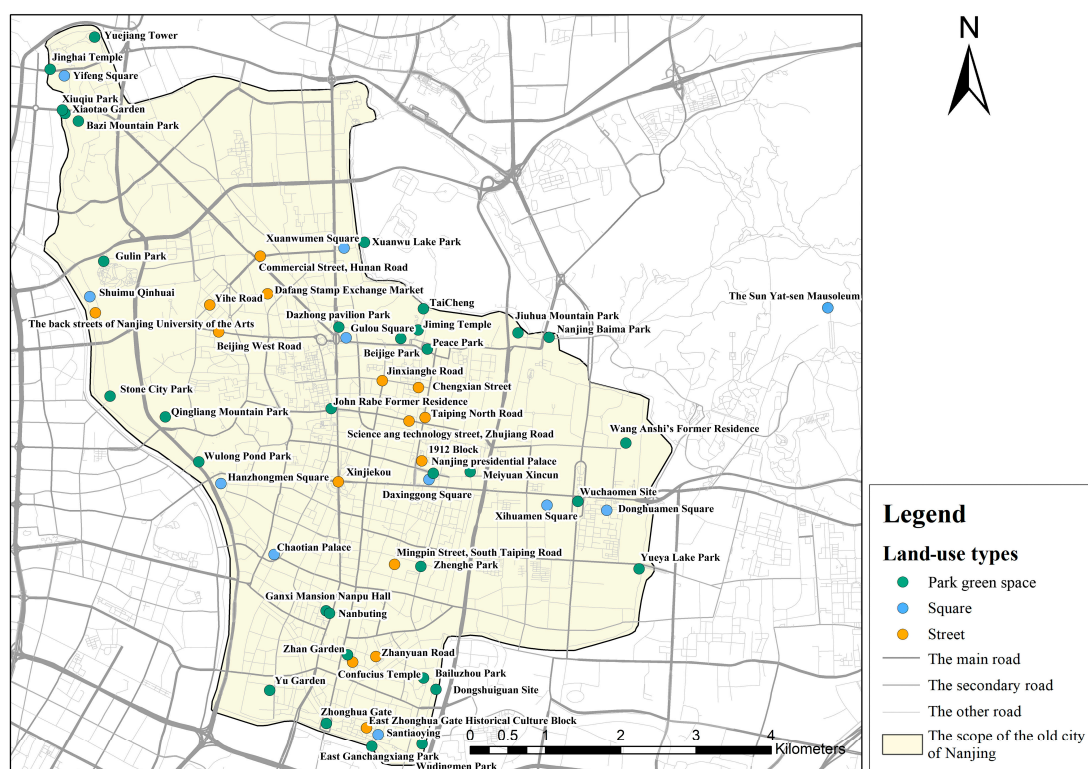 N
Yuejiang Tower
Jinghai Temple
Yifeng Square
Xiuqiu Park
Xiaotao Garden
Bazi Mountain Park
Xuanwumen Square
Xuanwu Lake Park
Gulin Park
Commercial Street, Hunan Road
Shuimu Qinhuai
Dafang Stamp Exchange Market
The Sun Yat-sen Mausoleum
Yihe Road
TaiCheng
Dazhong pavilion Park
Jiuhua Mountain Park
The back streets of Nanjing University of the Arts
Gulou Square
Jiming Temple
Nanjing Baima Park
Beijing West Road
Peace Park
Beijige Park
Jinxianghe Road
Chengxian Street
Stone City Park
John Rabe Former Residence
Qingliang Mountain Park
Taiping North Road
Science ang technology street, Zhujiang Road
Wang Anshi's Former Residence
1912 Block
Wulong Pond Park
Nanjing presidential Palace
Hanzhongmen Square
Xinjiekou
Meiyuan Xincun
Daxinggong Square
Wuchaomen Site
Xihuamen Square
Donghuamen Square
Chaotian Palace
Mingpin Street, South Taiping Road
Zhenghe Park
Yueya Lake Park
Ganxi Mansion Nanpu Hall
Nanbuting
Zhan Garden
Zhanyuan Road
Confucius Temple
Bailuzhou Park
Yu Garden
Dongshuiguan Site
Zhonghua Gate
East Zhonghua Gate Historical Culture Block
Santiaoying
East Ganchangxiang Park
Wudingmen Park
0 0.5 1 2 3 4
Kilometers
Legend
Land-use types
Park green space
Square
Street
The main road
The secondary road
The other road
The scope of the old city
of Nanjing